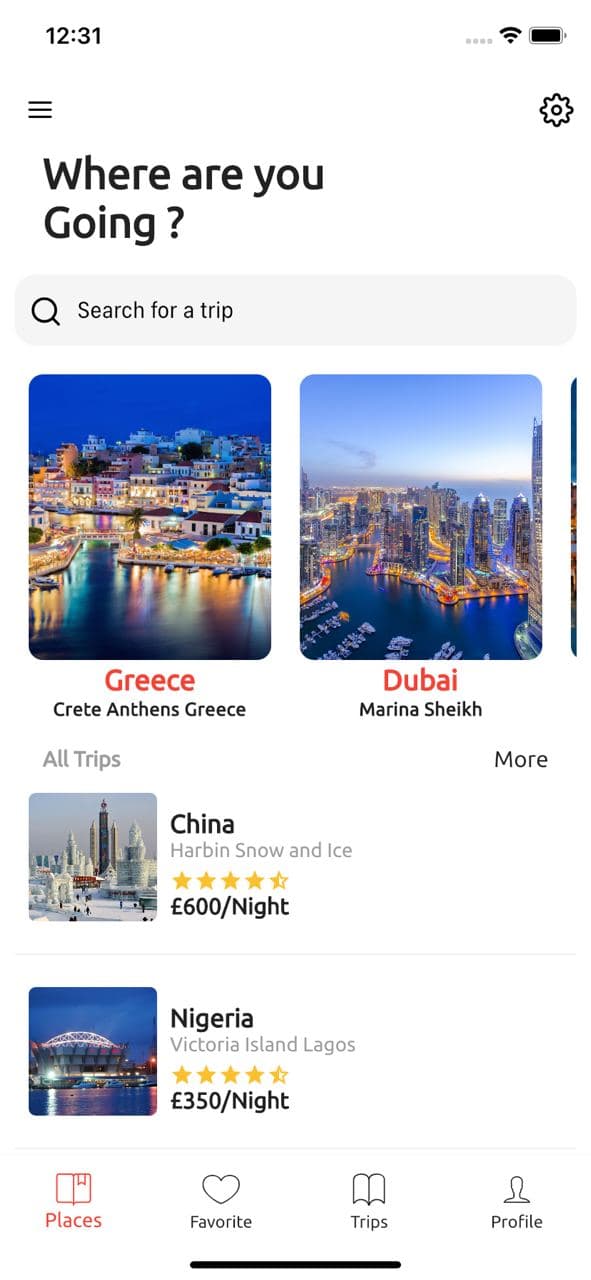 12:31
Where are you
Going ?
Search for a trip
Greece
Crete Anthens Greece
Dubai
Marina Sheikh
All Trips
More
China
Harbin Snow and Ice
£600/Night
Nigeria
Victoria Island Lagos
£350/Night
Places
Favorite
Trips
Profile